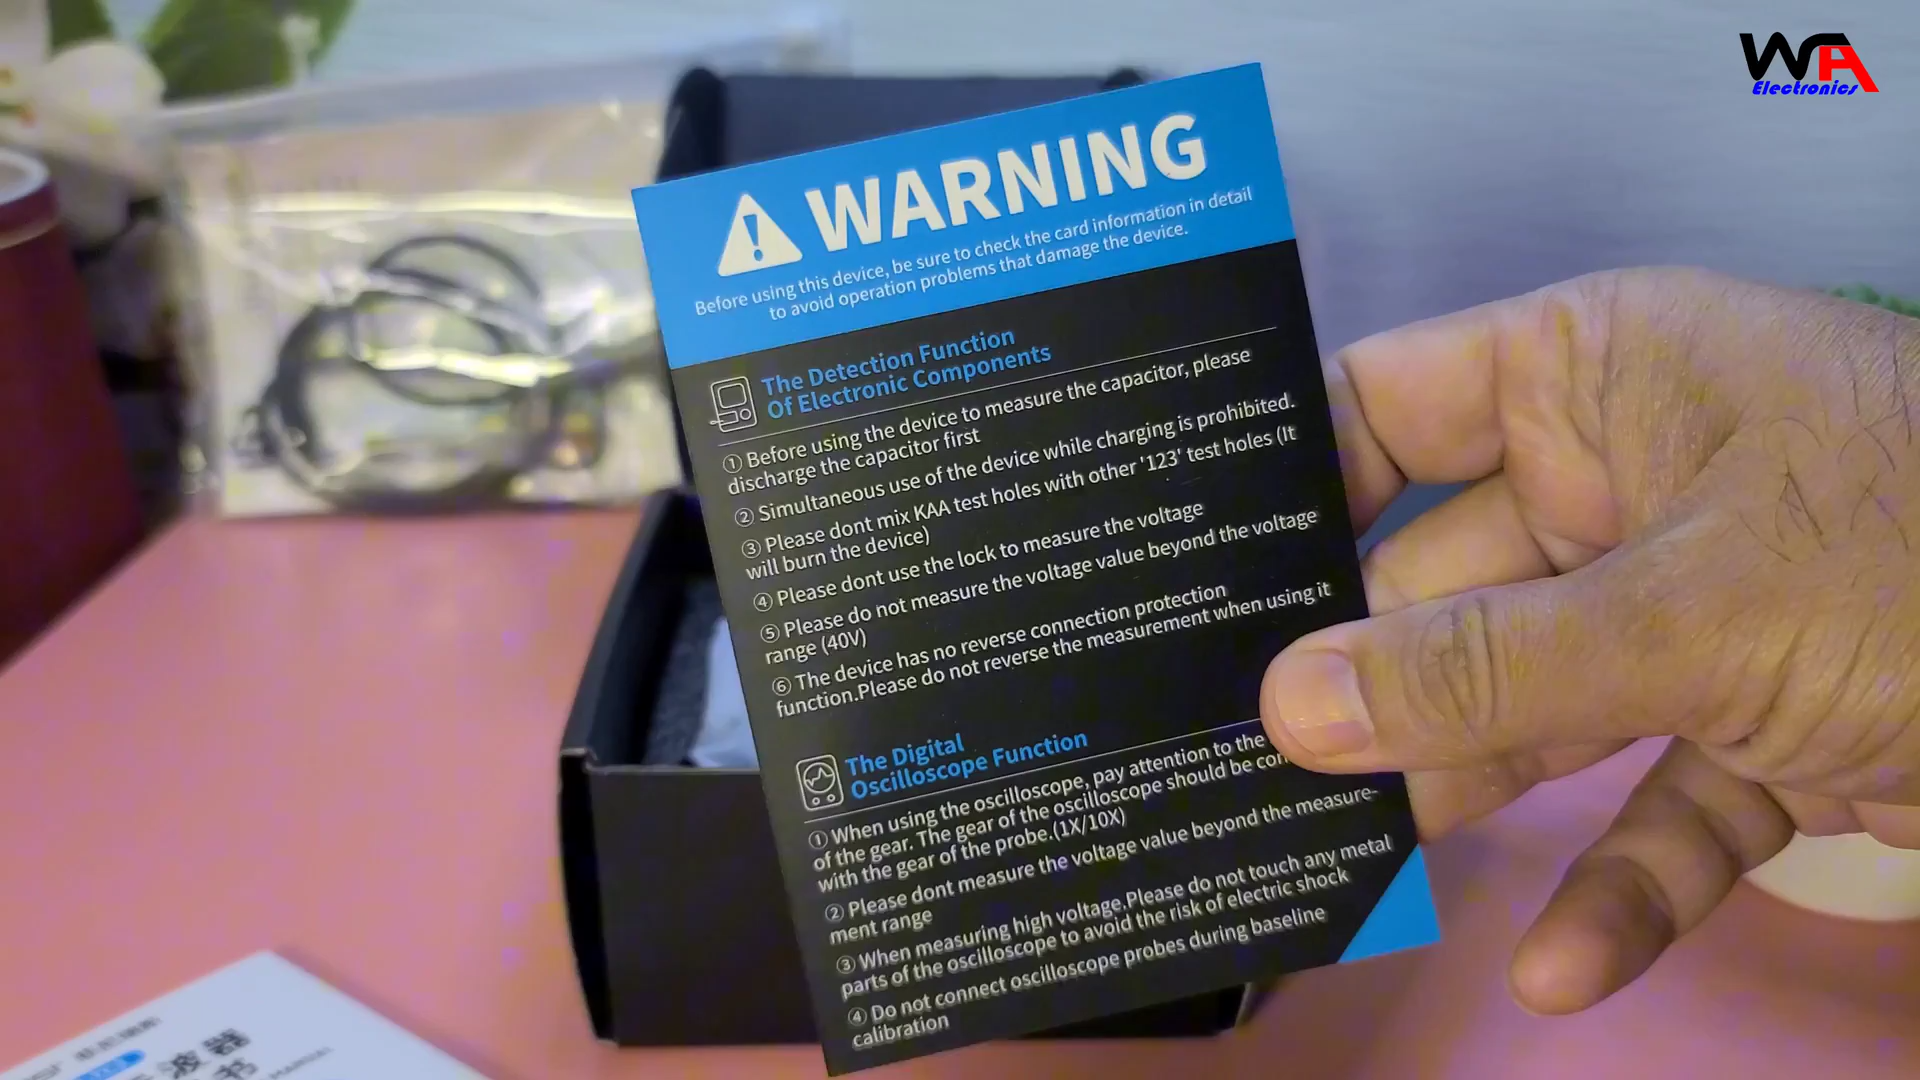 WA
Electronics
WARNING
Before using this device, be sure to check the card information in detail
to avoid operation problems that damage the device.
The Detection Function
Of Electronic Components
① Before using the device to measure the capacitor, please
discharge the capacitor first
② Simultaneous use of the device while charging is prohibited.
③ Please dont mix KAA test holes with other '123' test holes (It
will burn the device)
④ Please dont use the lock to measure the voltage
⑤ Please do not measure the voltage value beyond the voltage
range (40V)
⑥ The device has no reverse connection protection
function.Please do not reverse the measurement when using it
The Digital
Oscilloscope Function
① When using the oscilloscope, pay attention to the
of the gear. The gear of the oscilloscope should be
with the gear of the probe.(1X/10X)
② Please dont measure the voltage value beyond the measure-
ment range
③ When measuring high voltage.Please do not touch any metal
parts of the oscilloscope to avoid the risk of electric shock
④ Do not connect oscilloscope probes during baseline
calibration
波器
书